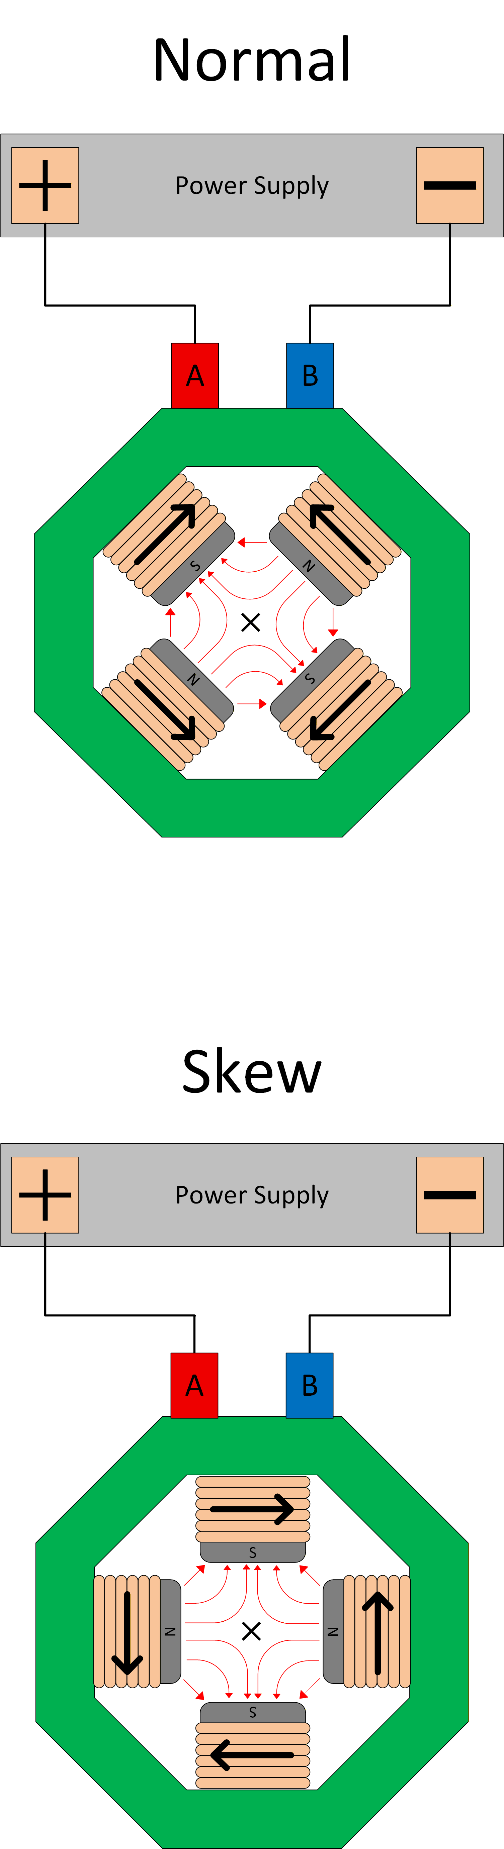 Normal
+ Power Supply −
A B
S N
N S
Skew
+ Power Supply −
A B
S
N N
S